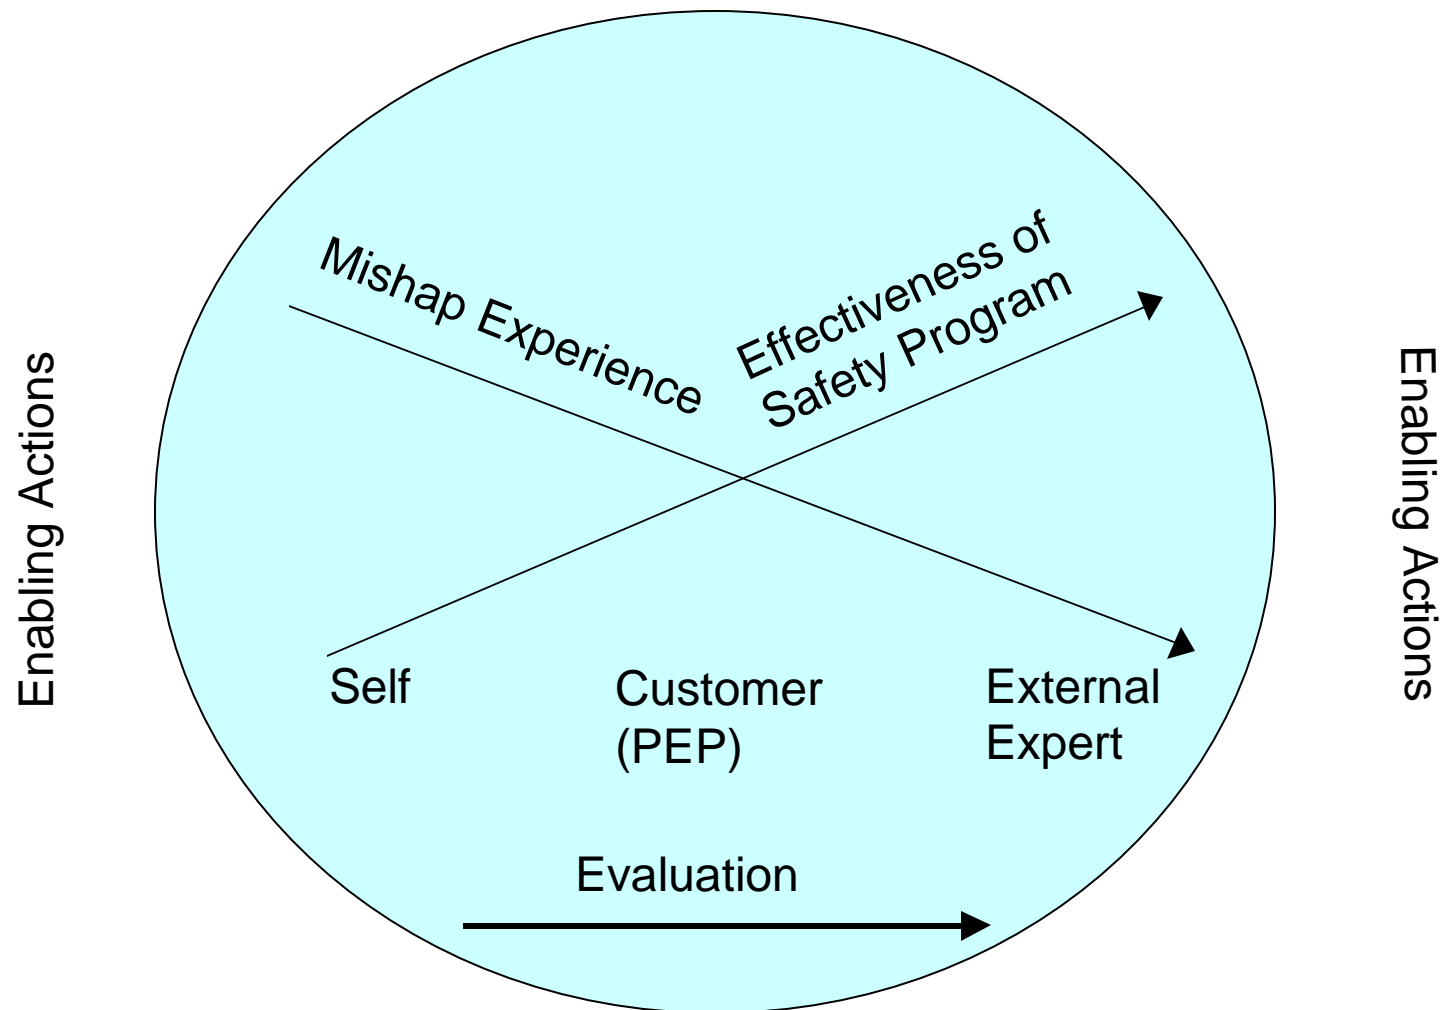 Enabling Actions
Mishap Experience
Effectiveness of
Safety Program
Self
Customer
(PEP)
External
Expert
Evaluation
Enabling Actions